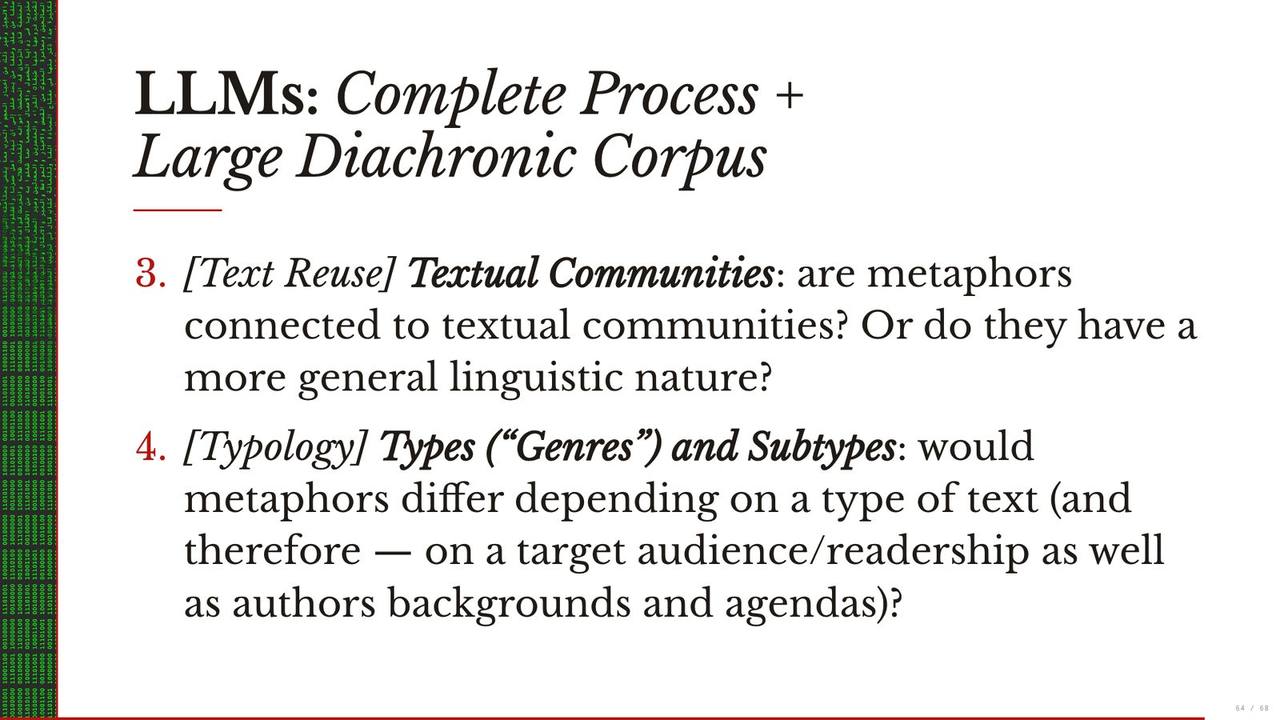 LLMs: Complete Process +
Large Diachronic Corpus
3. [Text Reuse] Textual Communities: are metaphors
connected to textual communities? Or do they have a
more general linguistic nature?
4. [Typology] Types (“Genres”) and Subtypes: would
metaphors differ depending on a type of text (and
therefore — on a target audience/readership as well
as authors backgrounds and agendas)?
64 / 68